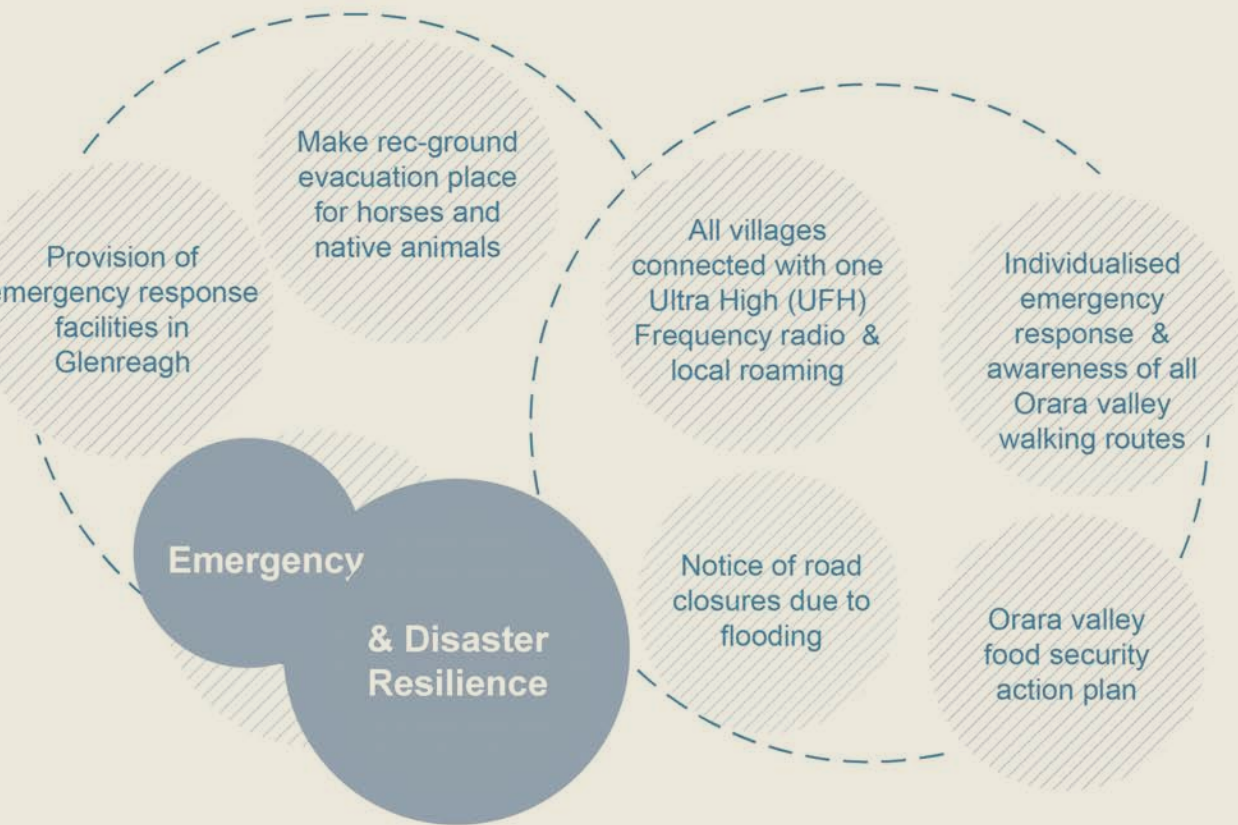 Make rec-ground
evacuation place
for horses and
native animals
Provision of
emergency response
facilities in
Glenreagh
All villages
connected with one
Ultra High (UFH)
Frequency radio &
local roaming
Individualised
emergency
response & 
awareness of all
Orara valley
walking routes
Notice of road
closures due to
flooding
Orara valley
food security
action plan
Emergency
& Disaster
Resilience